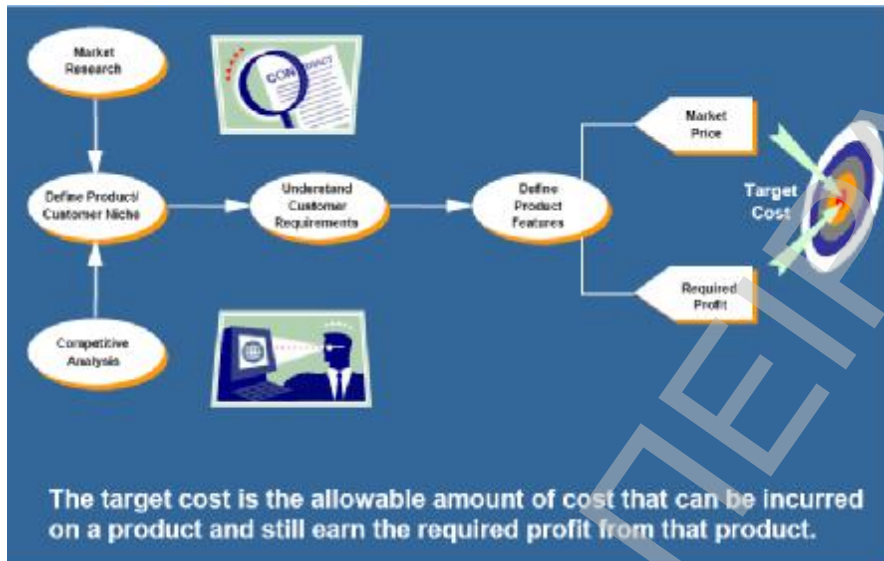 Market
Research
CONTRACT
Define Product/
Customer Niche
Understand
Customer
Requirements
Define
Product
Features
Market
Price
Target
Cost
Required
Profit
Competitive
Analysis
The target cost is the allowable amount of cost that can be incurred
on a product and still earn the required profit from that product.